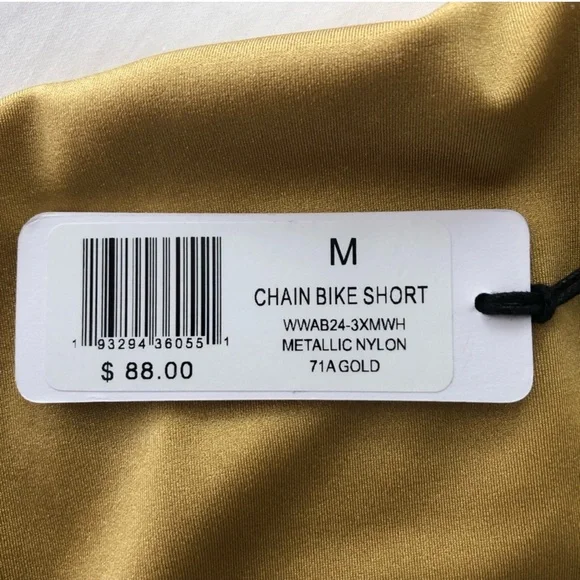 1 93294 36055 1
$ 88.00
M
CHAIN BIKE SHORT
WWAB24-3XMWH
METALLIC NYLON
71A GOLD